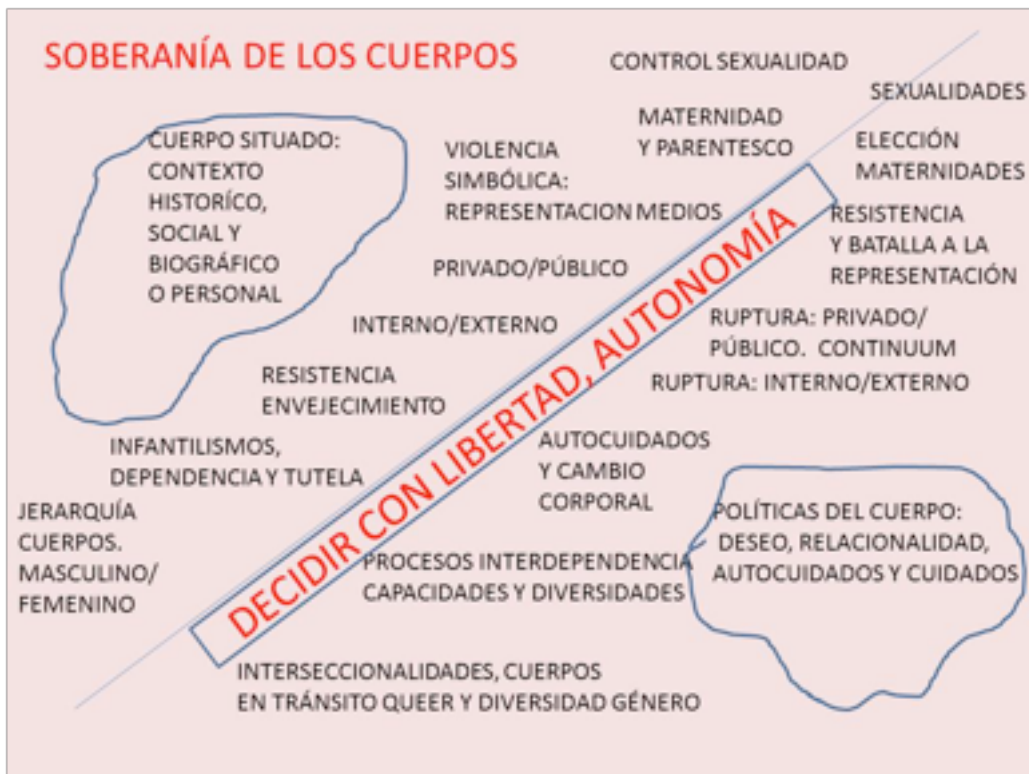 SOBERANÍA DE LOS CUERPOS
CONTROL SEXUALIDAD
SEXUALIDADES
CUERPO SITUADO:
CONTEXTO
HISTORÍCO,
SOCIAL Y
BIOGRÁFICO
O PERSONAL
VIOLENCIA
SIMBÓLICA:
REPRESENTACION MEDIOS
MATERNIDAD
Y PARENTESCO
ELECCIÓN
MATERNIDADES
RESISTENCIA
Y BATALLA A LA
REPRESENTACIÓN
PRIVADO/PÚBLICO
INTERNO/EXTERNO
RUPTURA: PRIVADO/
PÚBLICO. CONTINUUM
RUPTURA: INTERNO/EXTERNO
RESISTENCIA
ENVEJECIMIENTO
DECIDIR CON LIBERTAD, AUTONOMÍA
INFANTILISMOS,
DEPENDENCIA Y TUTELA
AUTOCUIDADOS
Y CAMBIO
CORPORAL
JERARQUÍA
CUERPOS.
MASCULINO/
FEMENINO
POLÍTICAS DEL CUERPO:
DESEO, RELACIONALIDAD,
AUTOCUIDADOS Y CUIDADOS
PROCESOS INTERDEPENDENCIA
CAPACIDADES Y DIVERSIDADES
INTERSECCIONALIDADES, CUERPOS
EN TRÁNSITO QUEER Y DIVERSIDAD GÉNERO